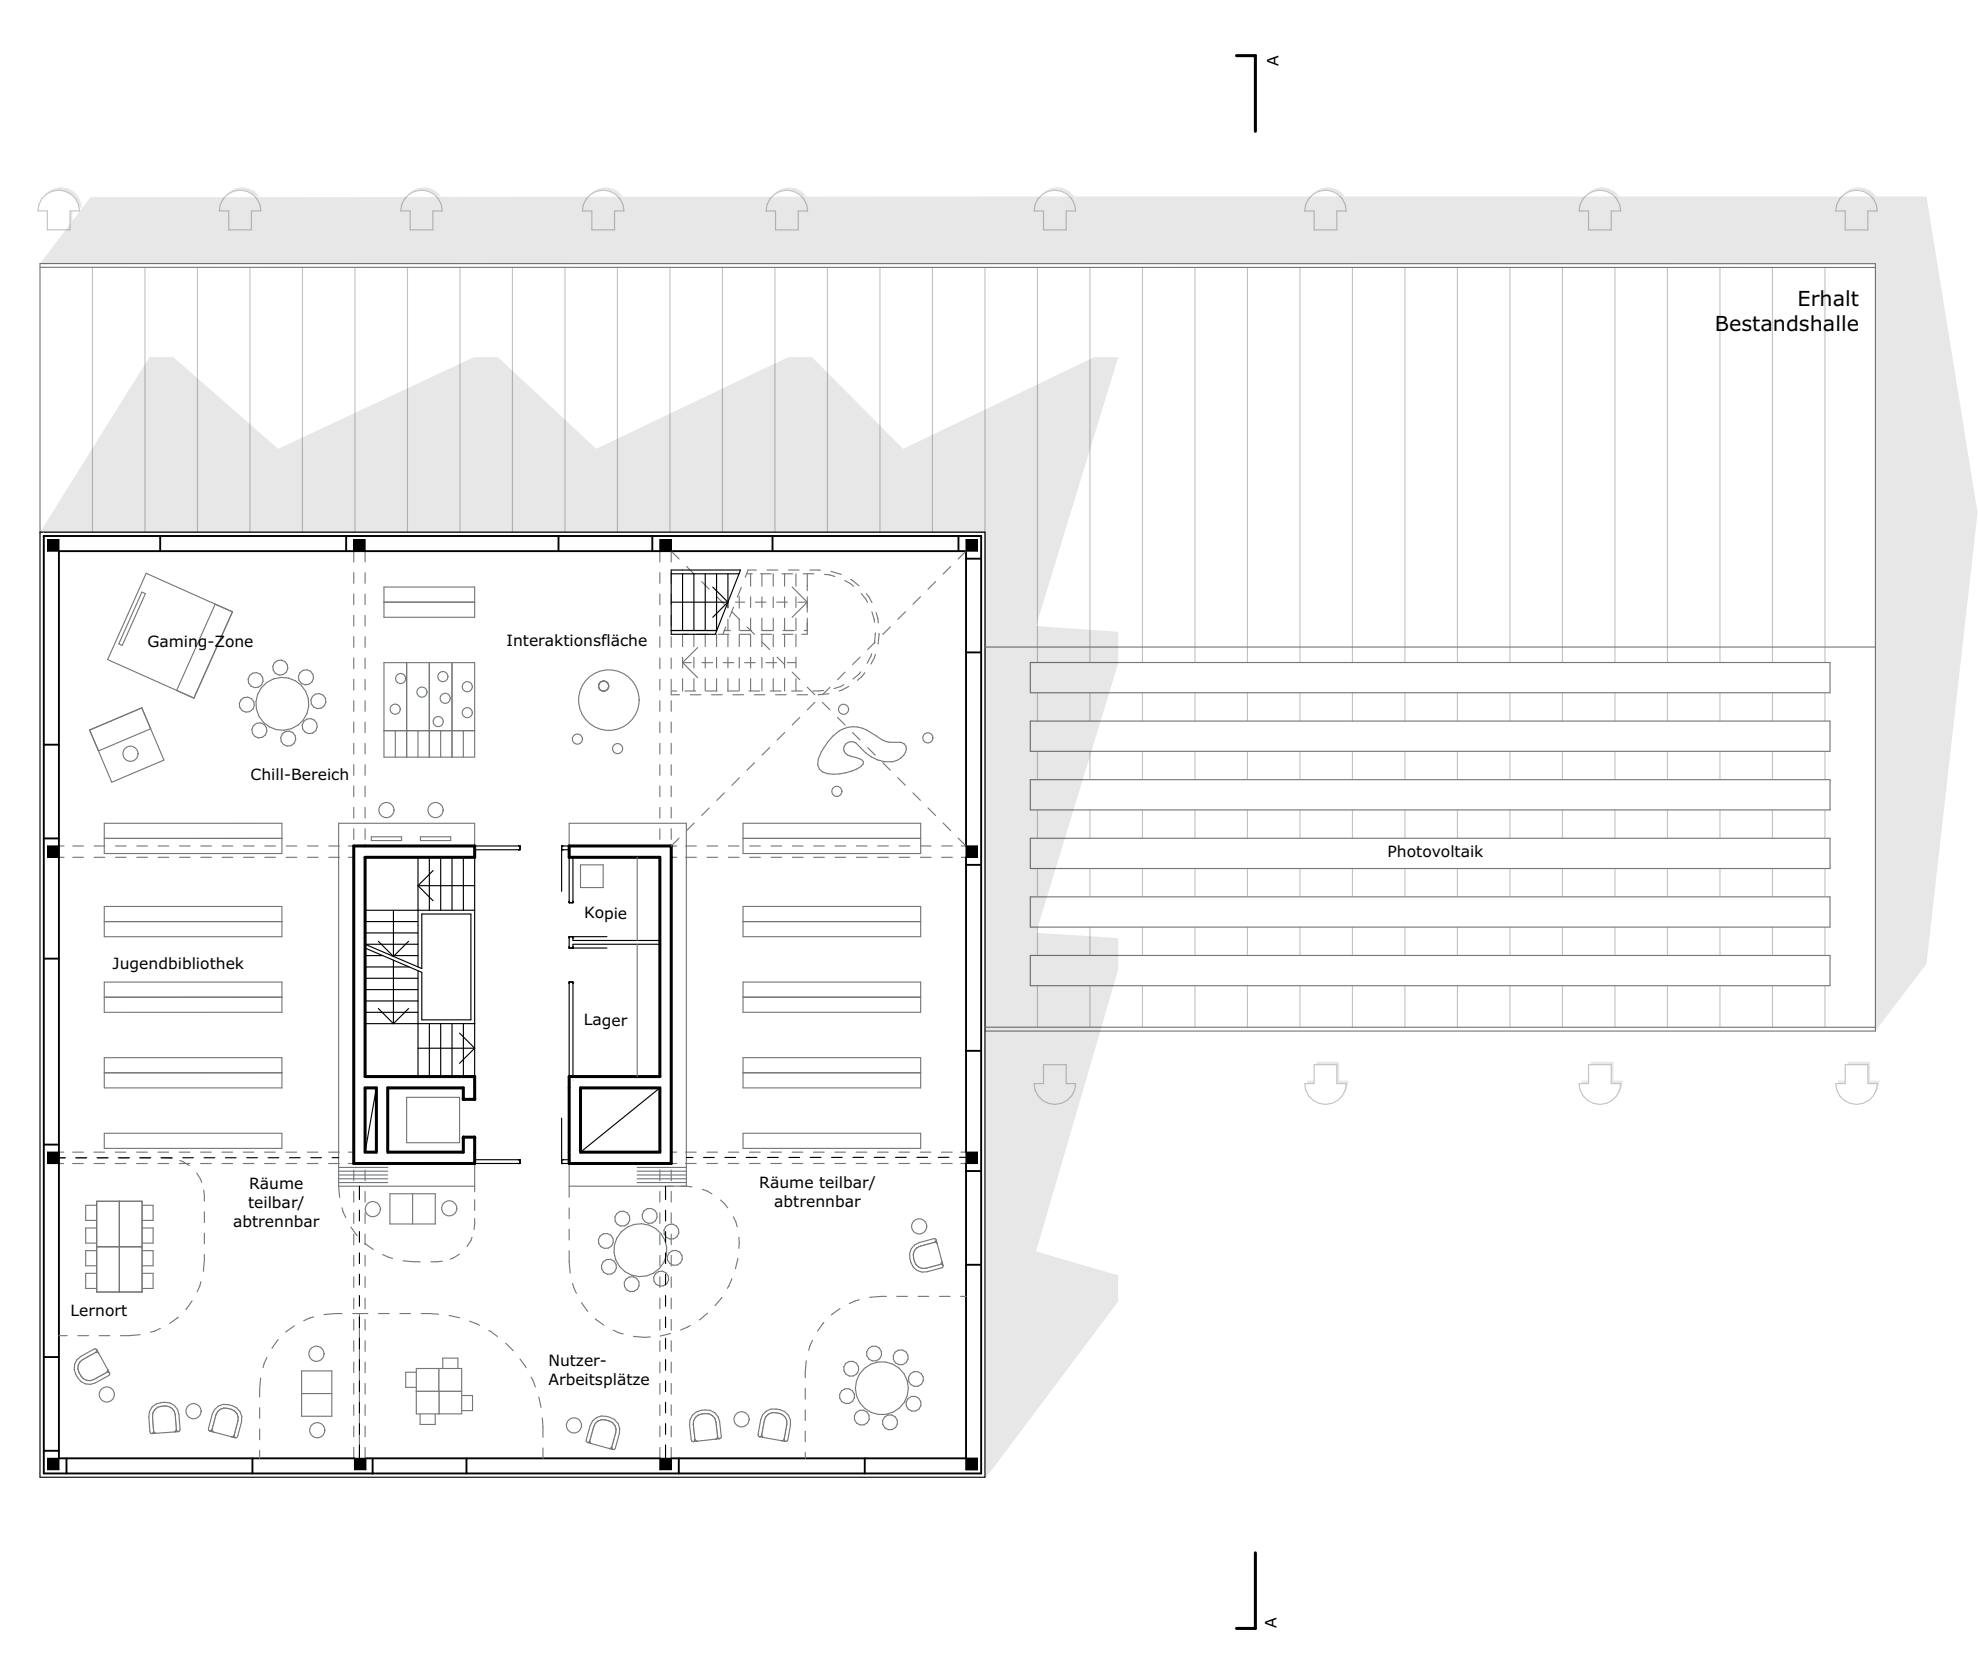 A
Erhalt
Bestandshalle
Gaming-Zone
Interaktionsfläche
Chill-Bereich
Photovoltaik
Kopie
Jugendbibliothek
Lager
Räume
teilbar/
abtrennbar
Räume teilbar/
abtrennbar
Lernort
Nutzer-
Arbeitsplätze
A